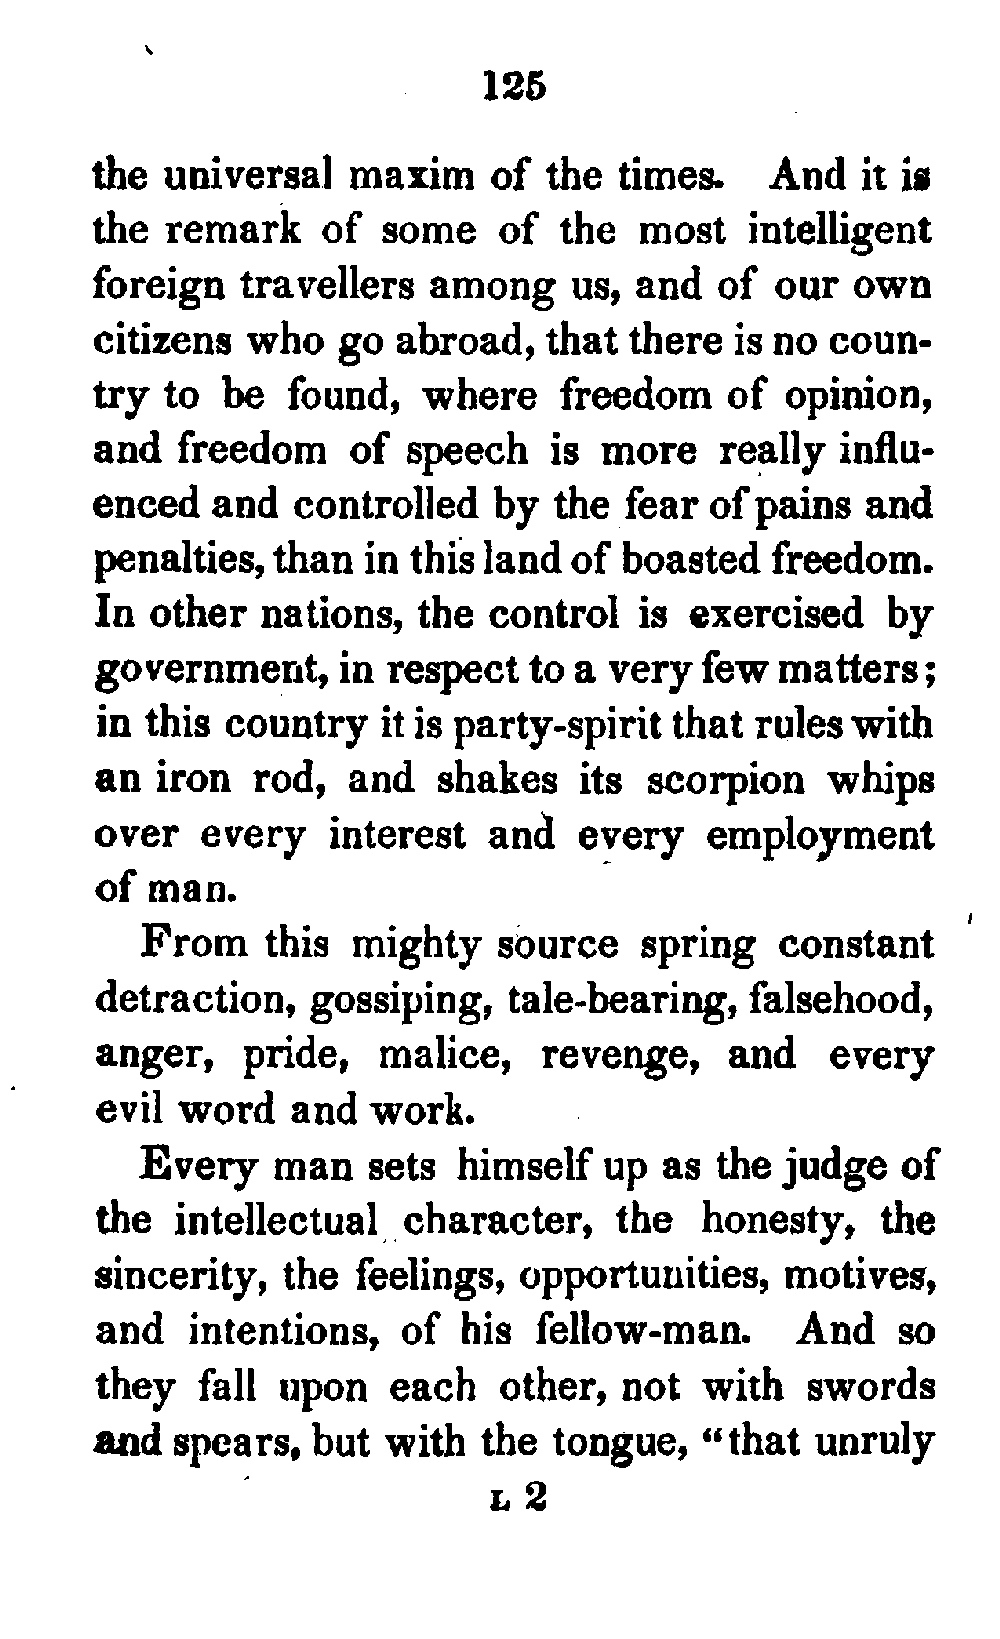 125
the universal maxim of the times. And it is
the remark of some of the most intelligent
foreign travellers among us, and of our own
citizens who go abroad, that there is no coun-
try to be found, where freedom of opinion,
and freedom of speech is more really influ-
enced and controlled by the fear of pains and
penalties, than in this land of boasted freedom.
In other nations, the control is exercised by
government, in respect to a very few matters;
in this country it is party-spirit that rules with
an iron rod, and shakes its scorpion whips
over every interest and every employment
of man.
From this mighty source spring constant
detraction, gossiping, tale-bearing, falsehood,
anger, pride, malice, revenge, and every
evil word and work.
Every man sets himself up as the judge of
the intellectual character, the honesty, the
sincerity, the feelings, opportunities, motives,
and intentions, of his fellow-man. And so
they fall upon each other, not with swords
and spears, but with the tongue, "that unruly
L 2